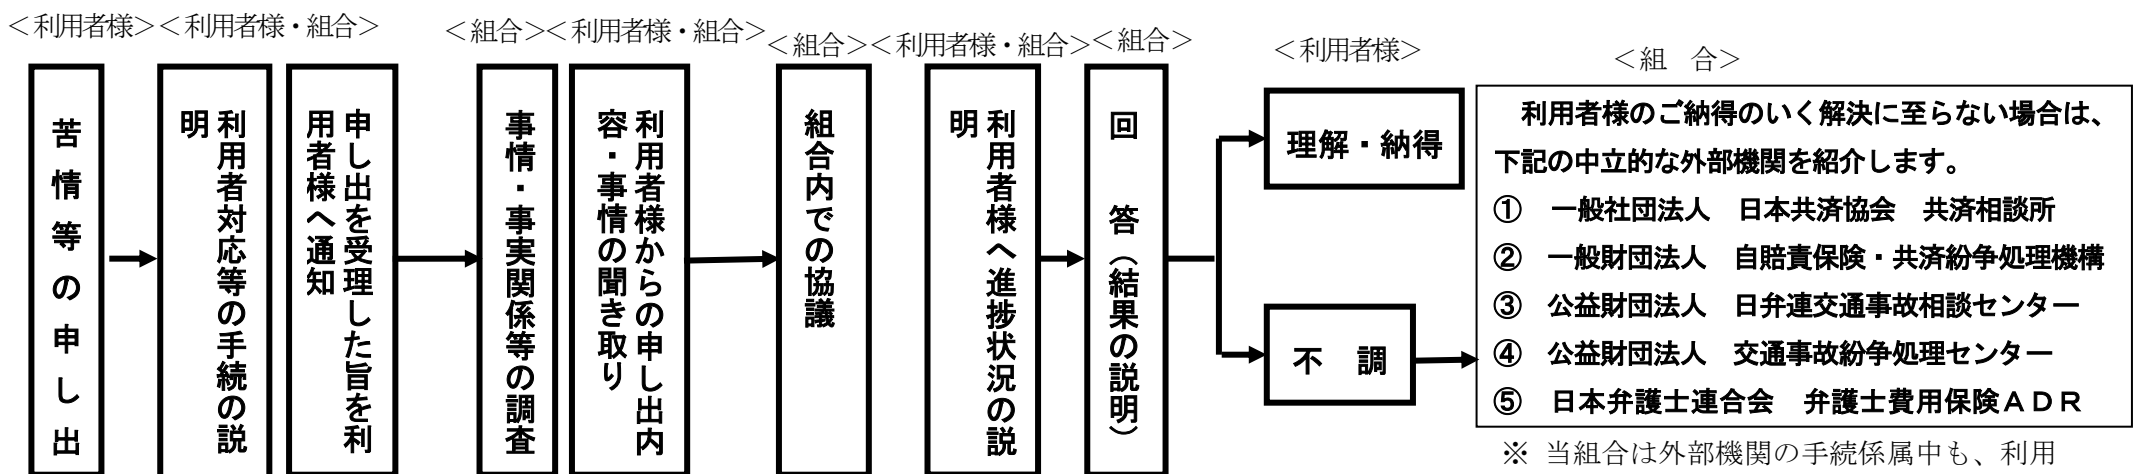 ＜利用者様＞＜利用者様・組合＞
＜組合＞＜利用者様・組合＞
＜組合＞＜利用者様・組合＞＜組合＞
＜利用者様＞
＜組　合＞
苦情等の申し出
利用者対応等の手続の説
明
申し出を受理した旨を利
用者様へ通知
事情・事実関係等の調査
利用者様からの申し出内
容・事情の聞き取り
組合内での協議
利用者様へ進捗状況の説
明
回　答（結果の説明）
理解・納得
不　調
利用者様のご納得のいく解決に至らない場合は、
下記の中立的な外部機関を紹介します。
①　一般社団法人　日本共済協会　共済相談所
②　一般財団法人　自賠責保険・共済紛争処理機構
③　公益財団法人　日弁連交通事故相談センター
④　公益財団法人　交通事故紛争処理センター
⑤　日本弁護士連合会　弁護士費用保険ＡＤＲ
※ 当組合は外部機関の手続係属中も、利用